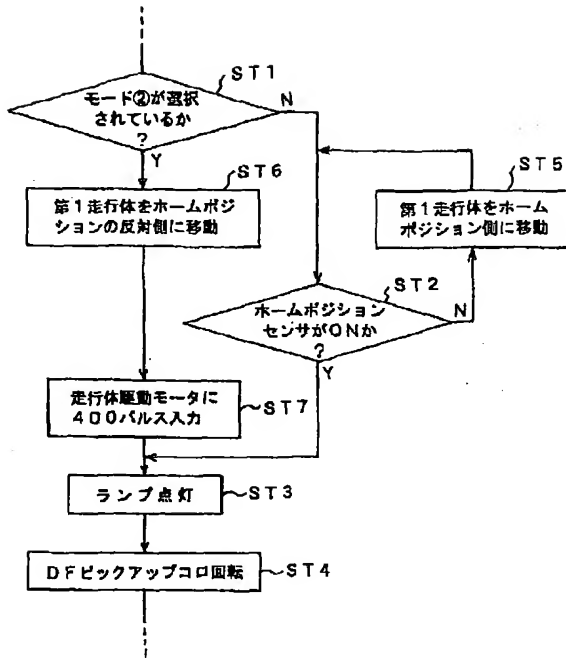 ST1
モード②が選択
されているか
?
N
Y
ST6
第1走行体をホームポジ
ションの反対側に移動
ST5
第1走行体をホーム
ポジション側に移動
ST2
ホームポジション
センサがONか
?
N
Y
走行体駆動モータに
400パルス入力
ST7
ランプ点灯
ST3
DFピックアップコロ回転
ST4